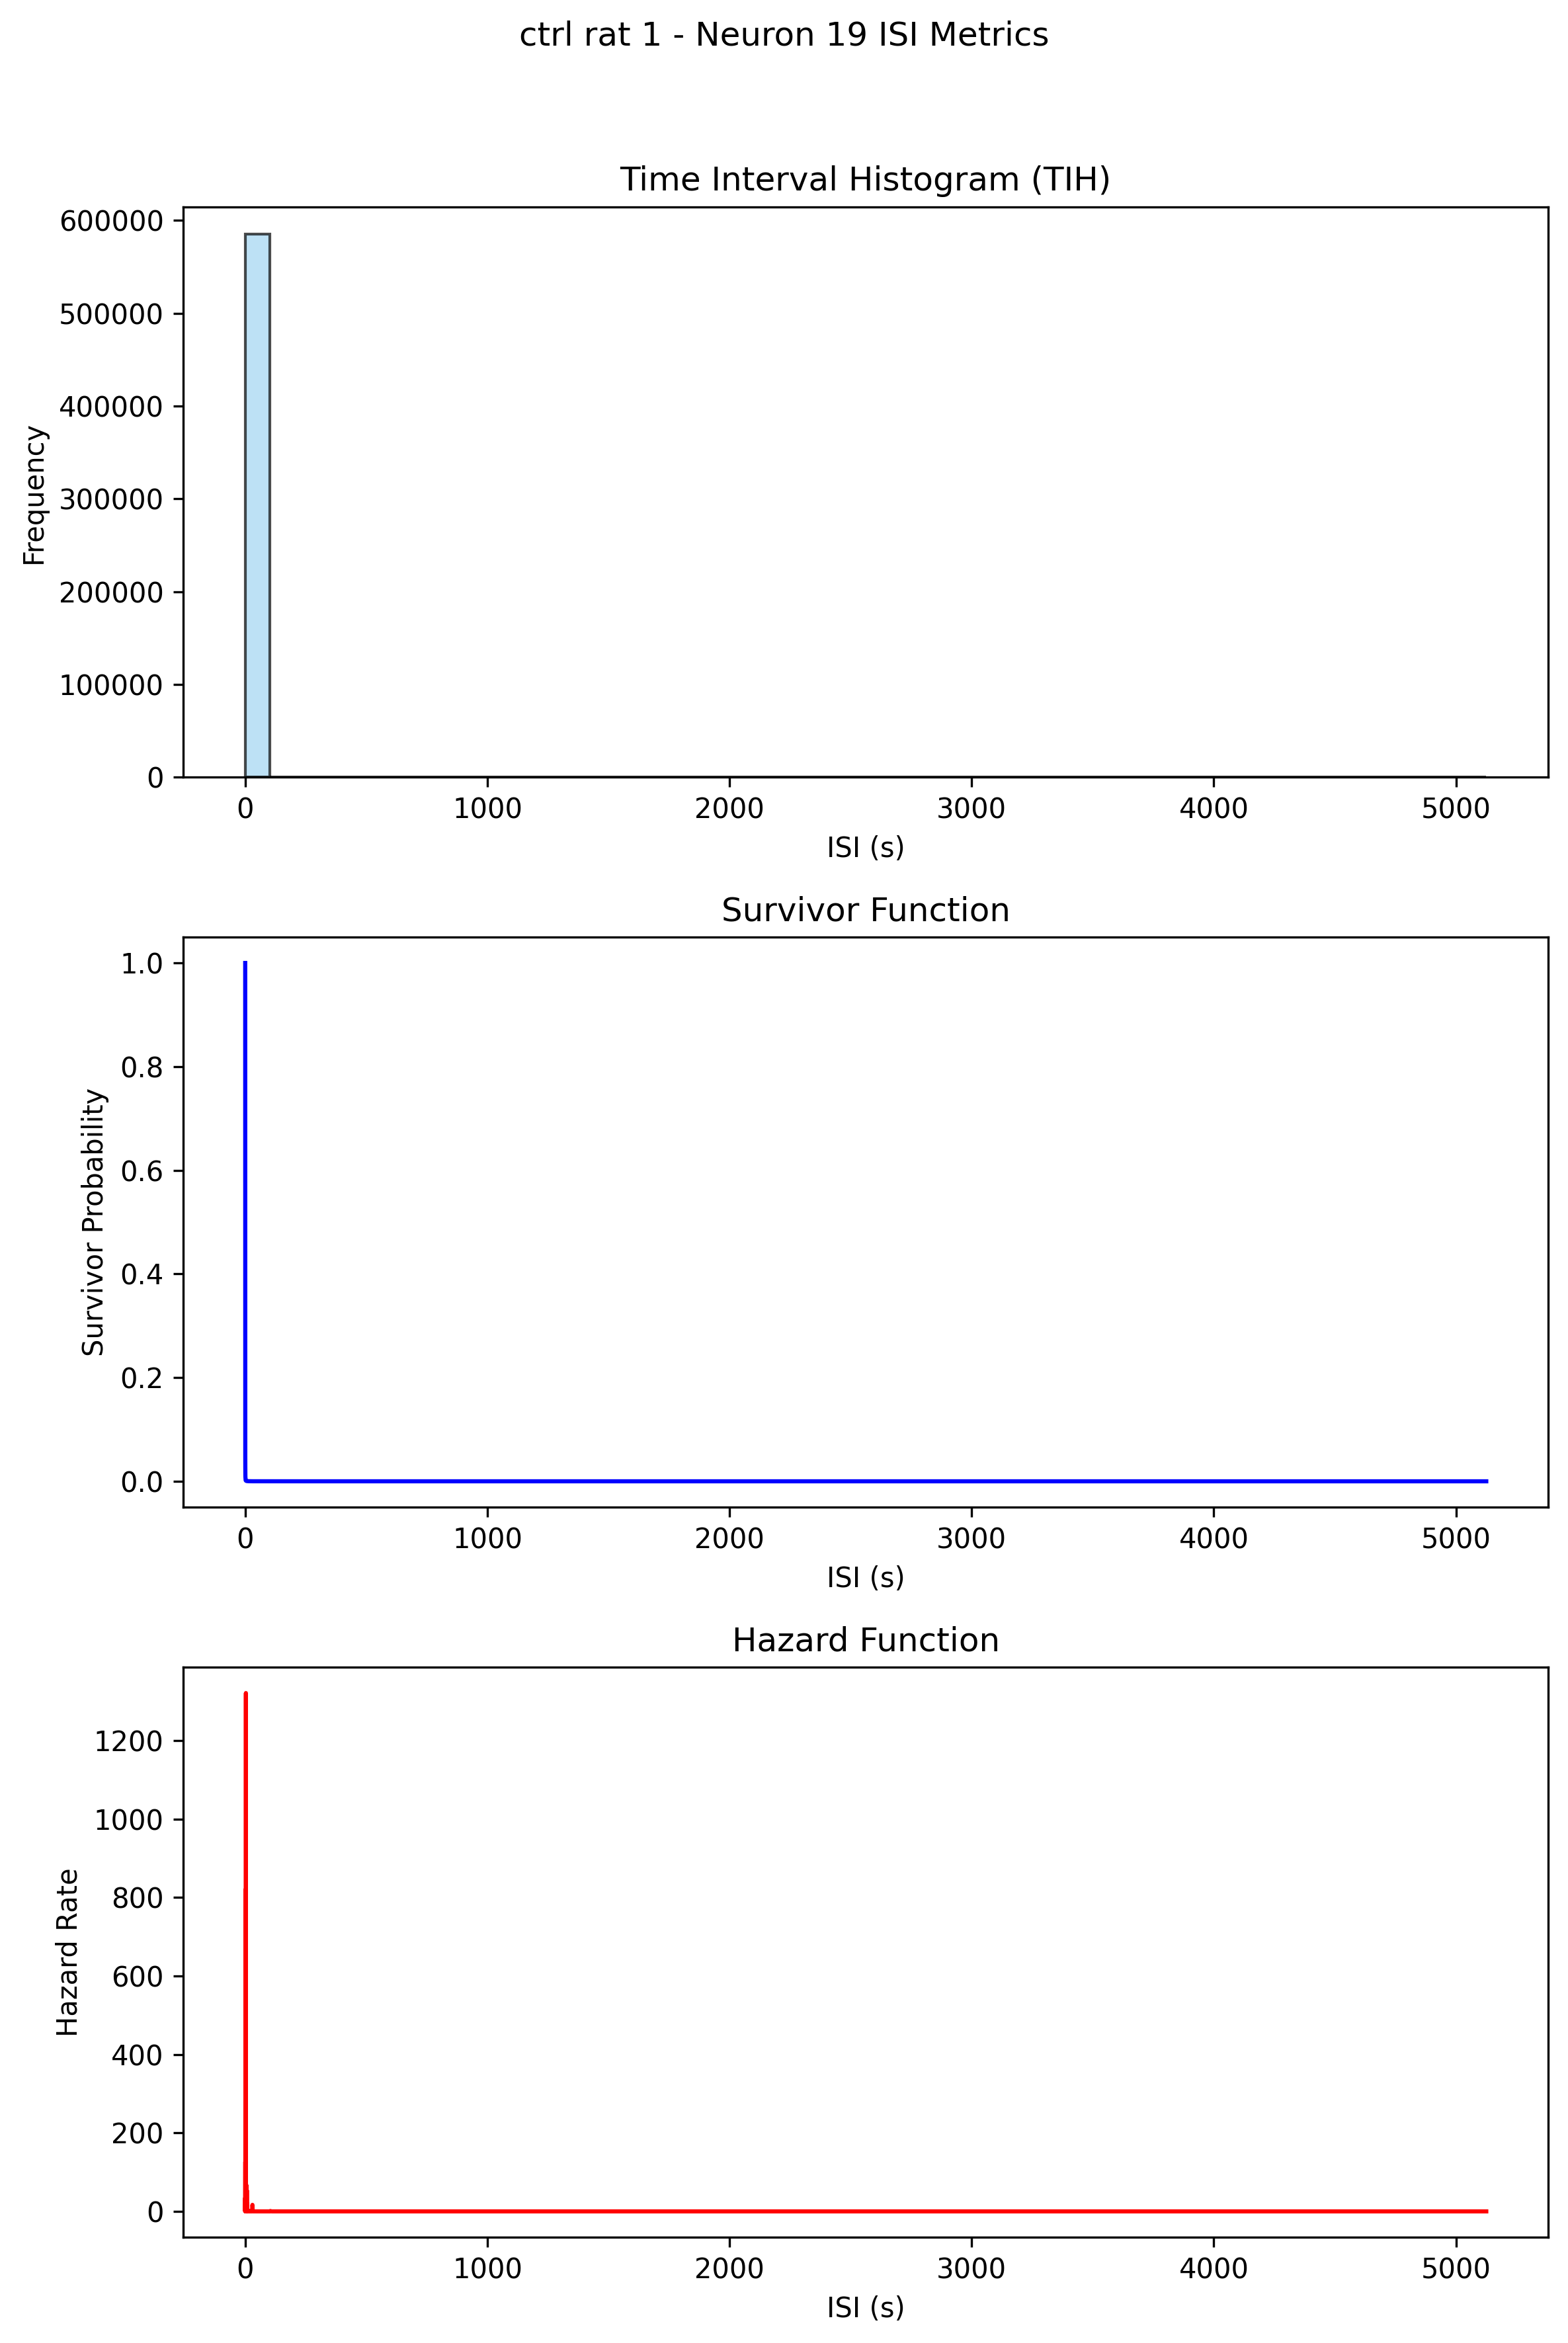 ctrl rat 1 - Neuron 19 ISI Metrics
Time Interval Histogram (TIH)
600000
500000
400000
300000
200000
100000
0
Frequency
0 1000 2000 3000 4000 5000
ISI (s)
Survivor Function
1.0
0.8
0.6
0.4
0.2
0.0
Survivor Probability
0 1000 2000 3000 4000 5000
ISI (s)
Hazard Function
1200
1000
800
600
400
200
0
Hazard Rate
0 1000 2000 3000 4000 5000
ISI (s)